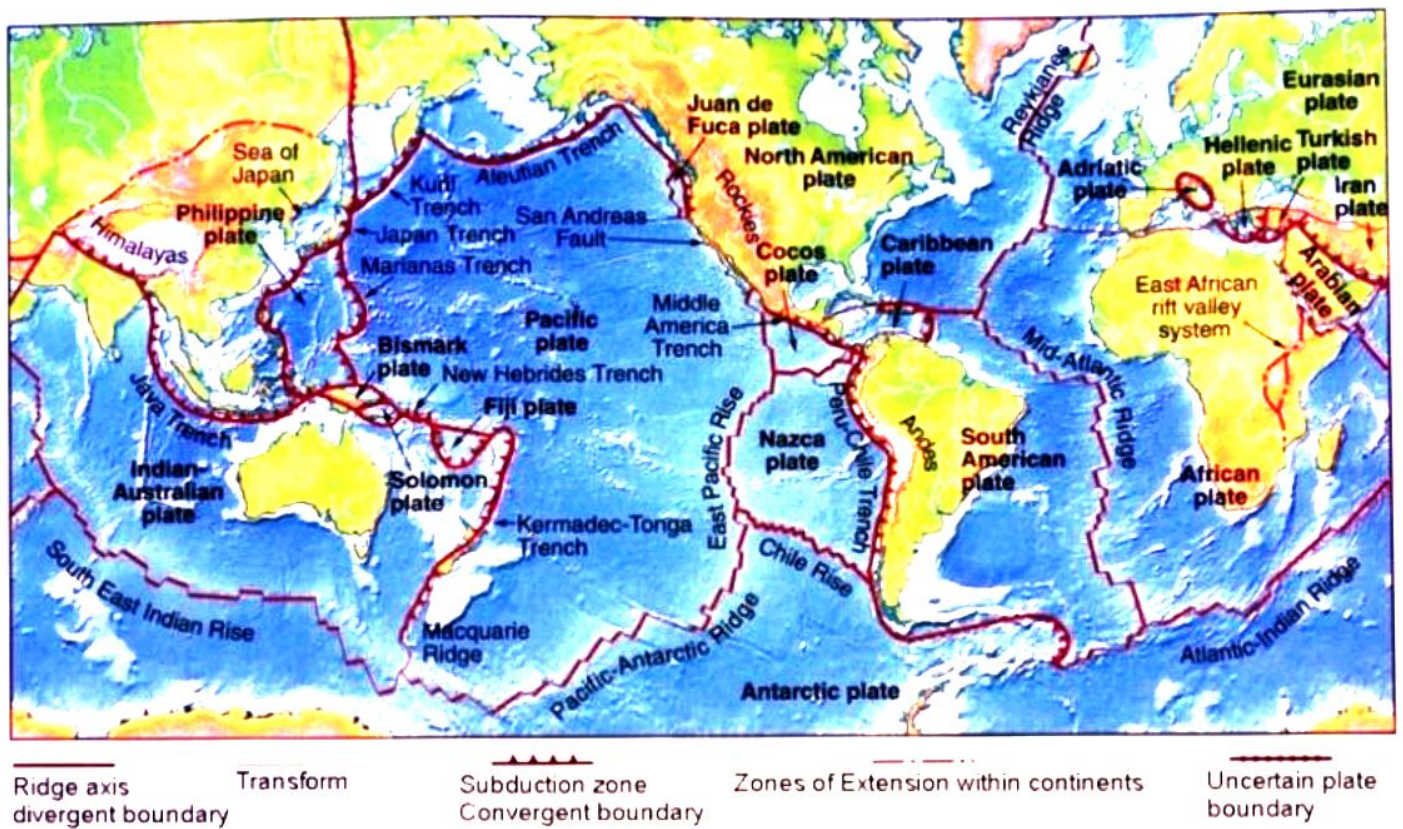 Sea of
Japan
Philippine
plate
Himalayas
Kuril
Trench
Japan Trench
Marianas Trench
Aleutian Trench
San Andreas
Fault
Juan de
Fuca plate
North American
plate
Rockies
Cocos
plate
Caribbean
plate
Middle
America
Trench
Pacific
plate
Bismark
plate
New Hebrides Trench
Fiji plate
Solomon
plate
Java Trench
Indian-
Australian
plate
Kermadec-Tonga
Trench
South East Indian Rise
Macquarie
Ridge
Pacific-Antarctic Ridge
East Pacific Rise
Nazca
plate
Chile Rise
Peru-Chile Trench
Andes
South
American
plate
Antarctic plate
Reykjanes
Ridge
Adriatic
plate
Hellenic
plate
Turkish
plate
Eurasian
plate
Iran
plate
Arabian
plate
East African
rift valley
system
Mid-Atlantic Ridge
African
plate
Atlantic-Indian Ridge
Ridge axis
divergent boundary
Transform
Subduction zone
Convergent boundary
Zones of Extension within continents
Uncertain plate
boundary